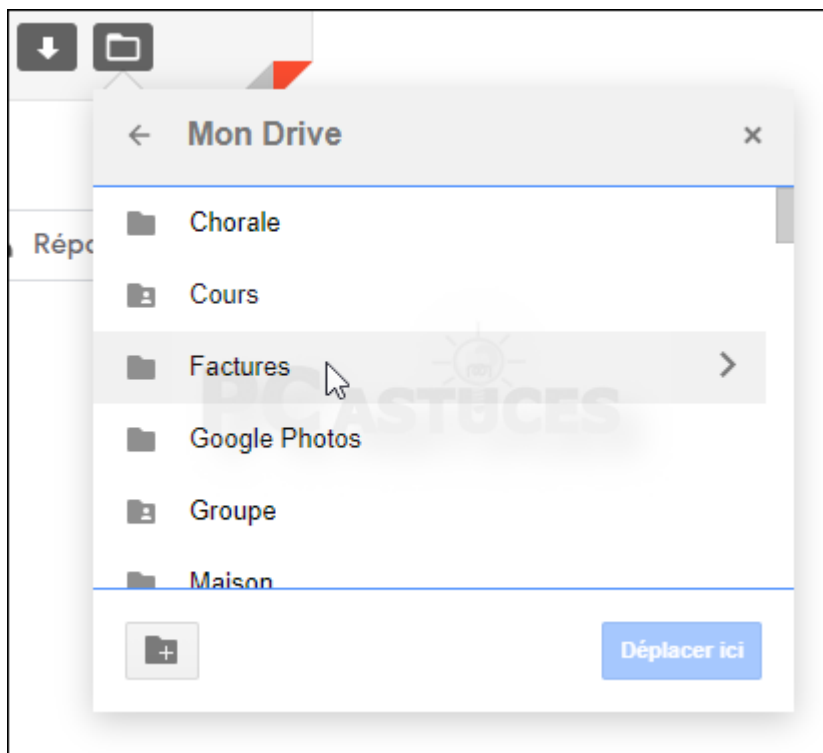 Mon Drive
Chorale
Répo
Cours
Factures
PC ASTUCES
Google Photos
Groupe
Maison
Déplacer ici